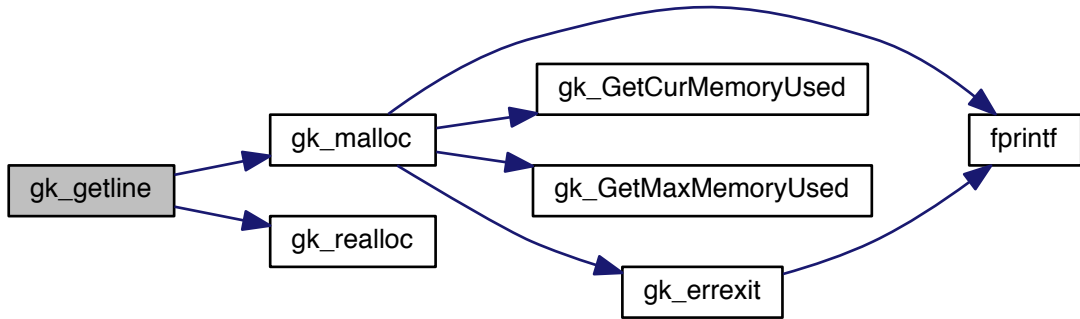 gk_getline
gk_malloc
gk_realloc
gk_GetCurMemoryUsed
gk_GetMaxMemoryUsed
gk_errexit
fprintf